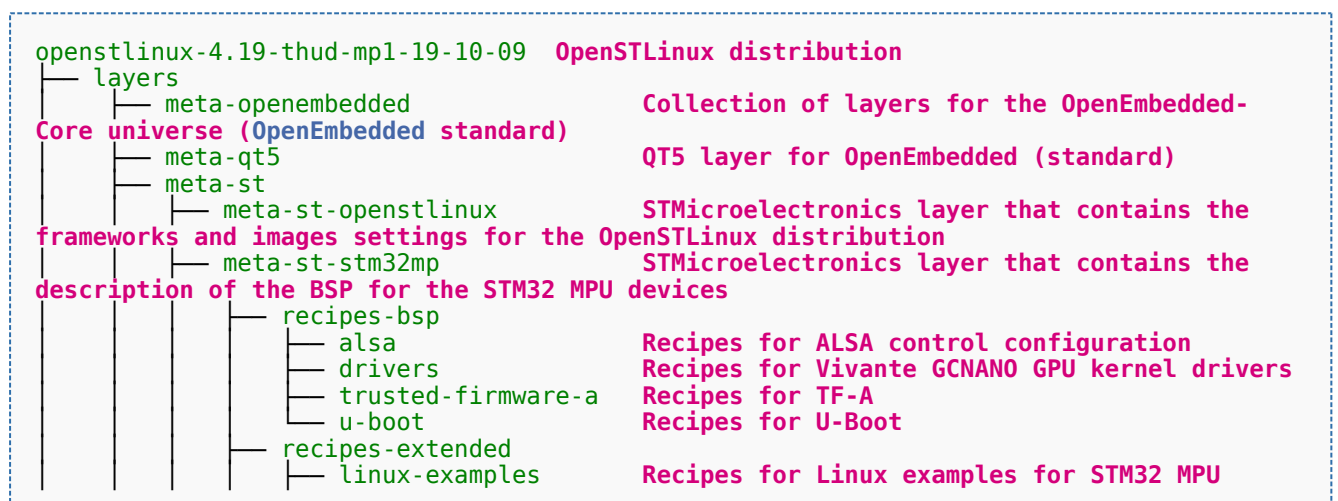 openstlinux-4.19-thud-mp1-19-10-09  OpenSTLinux distribution
├── layers
│    ├── meta-openembedded                Collection of layers for the OpenEmbedded-
Core universe (OpenEmbedded standard)
│    ├── meta-qt5                         QT5 layer for OpenEmbedded (standard)
│    ├── meta-st
│    │   ├── meta-st-openstlinux          STMicroelectronics layer that contains the
frameworks and images settings for the OpenSTLinux distribution
│    │   ├── meta-st-stm32mp              STMicroelectronics layer that contains the
description of the BSP for the STM32 MPU devices
│    │   │   ├── recipes-bsp
│    │   │   │   ├── alsa                 Recipes for ALSA control configuration
│    │   │   │   ├── drivers              Recipes for Vivante GCNANO GPU kernel drivers
│    │   │   │   ├── trusted-firmware-a   Recipes for TF-A
│    │   │   │   └── u-boot               Recipes for U-Boot
│    │   │   ├── recipes-extended
│    │   │   │   ├── linux-examples       Recipes for Linux examples for STM32 MPU